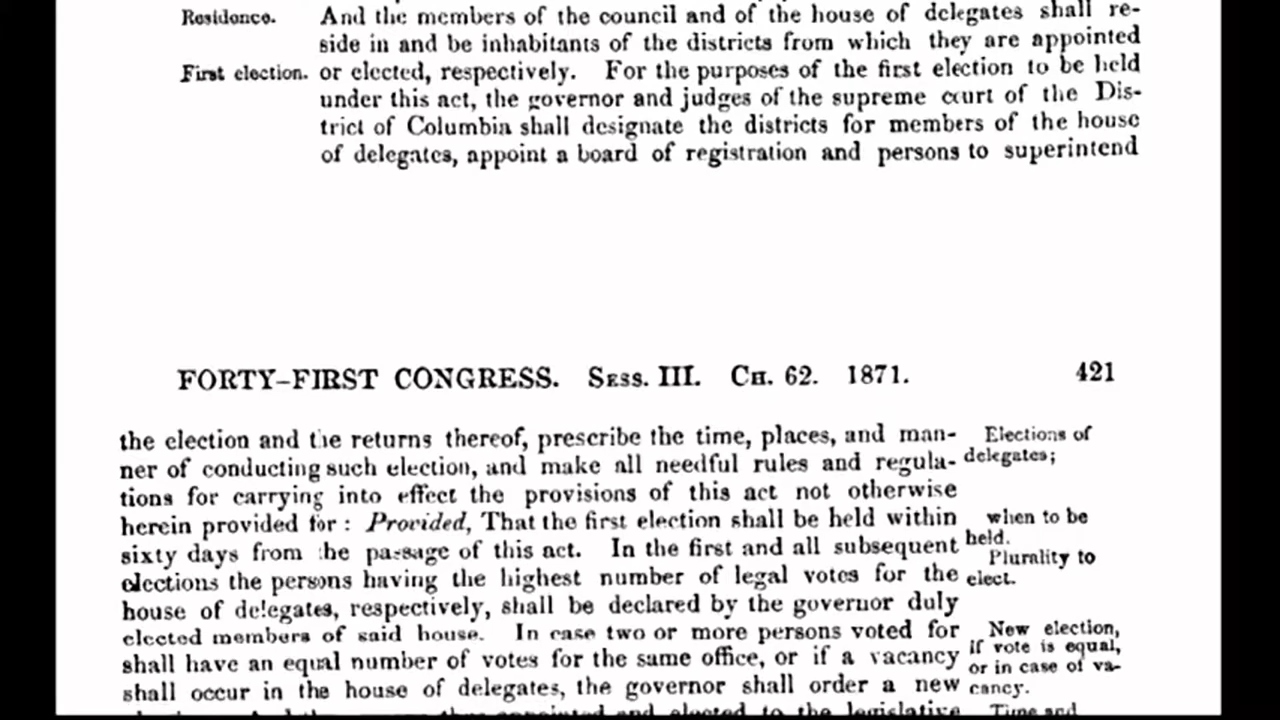 Residence. And the members of the council and of the house of delegates shall re-
side in and be inhabitants of the districts from which they are appointed
First election. or elected, respectively. For the purposes of the first election to be held
under this act, the governor and judges of the supreme court of the Dis-
trict of Columbia shall designate the districts for members of the house
of delegates, appoint a board of registration and persons to superintend
FORTY-FIRST CONGRESS. SESS. III. CH. 62. 1871. 421
the election and the returns thereof, prescribe the time, places, and man-
ner of conducting such election, and make all needful rules and regula-
tions for carrying into effect the provisions of this act not otherwise
herein provided for: Provided, That the first election shall be held within
sixty days from the passage of this act. In the first and all subsequent
elections the persons having the highest number of legal votes for the
house of delegates, respectively, shall be declared by the governor duly
elected members of said house. In case two or more persons voted for
shall have an equal number of votes for the same office, or if a vacancy
shall occur in the house of delegates, the governor shall order a new
appointed and elected to the legislative
Elections of
delegates;
when to be
held.
Plurality to
elect.
New election,
if vote is equal,
or in case of va-
cancy.
Time and